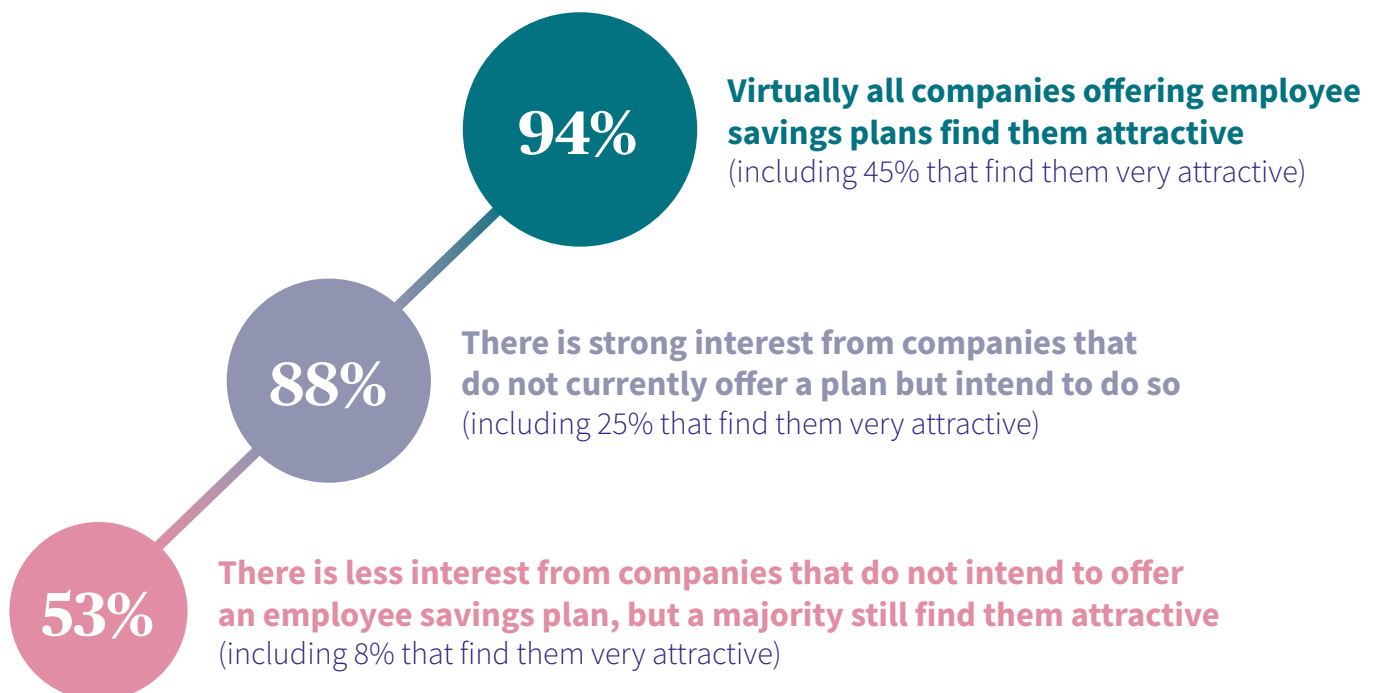 94%
Virtually all companies offering employee
savings plans find them attractive
(including 45% that find them very attractive)
88%
There is strong interest from companies that
do not currently offer a plan but intend to do so
(including 25% that find them very attractive)
53%
There is less interest from companies that do not intend to offer
an employee savings plan, but a majority still find them attractive
(including 8% that find them very attractive)